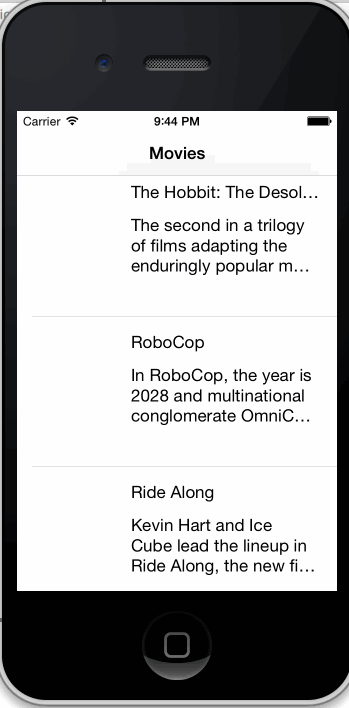 Carrier 9:44 PM
Movies
The Hobbit: The Desol...
The second in a trilogy
of films adapting the
enduringly popular m...
RoboCop
In RoboCop, the year is
2028 and multinational
conglomerate OmniC...
Ride Along
Kevin Hart and Ice
Cube lead the lineup in
Ride Along, the new fi...